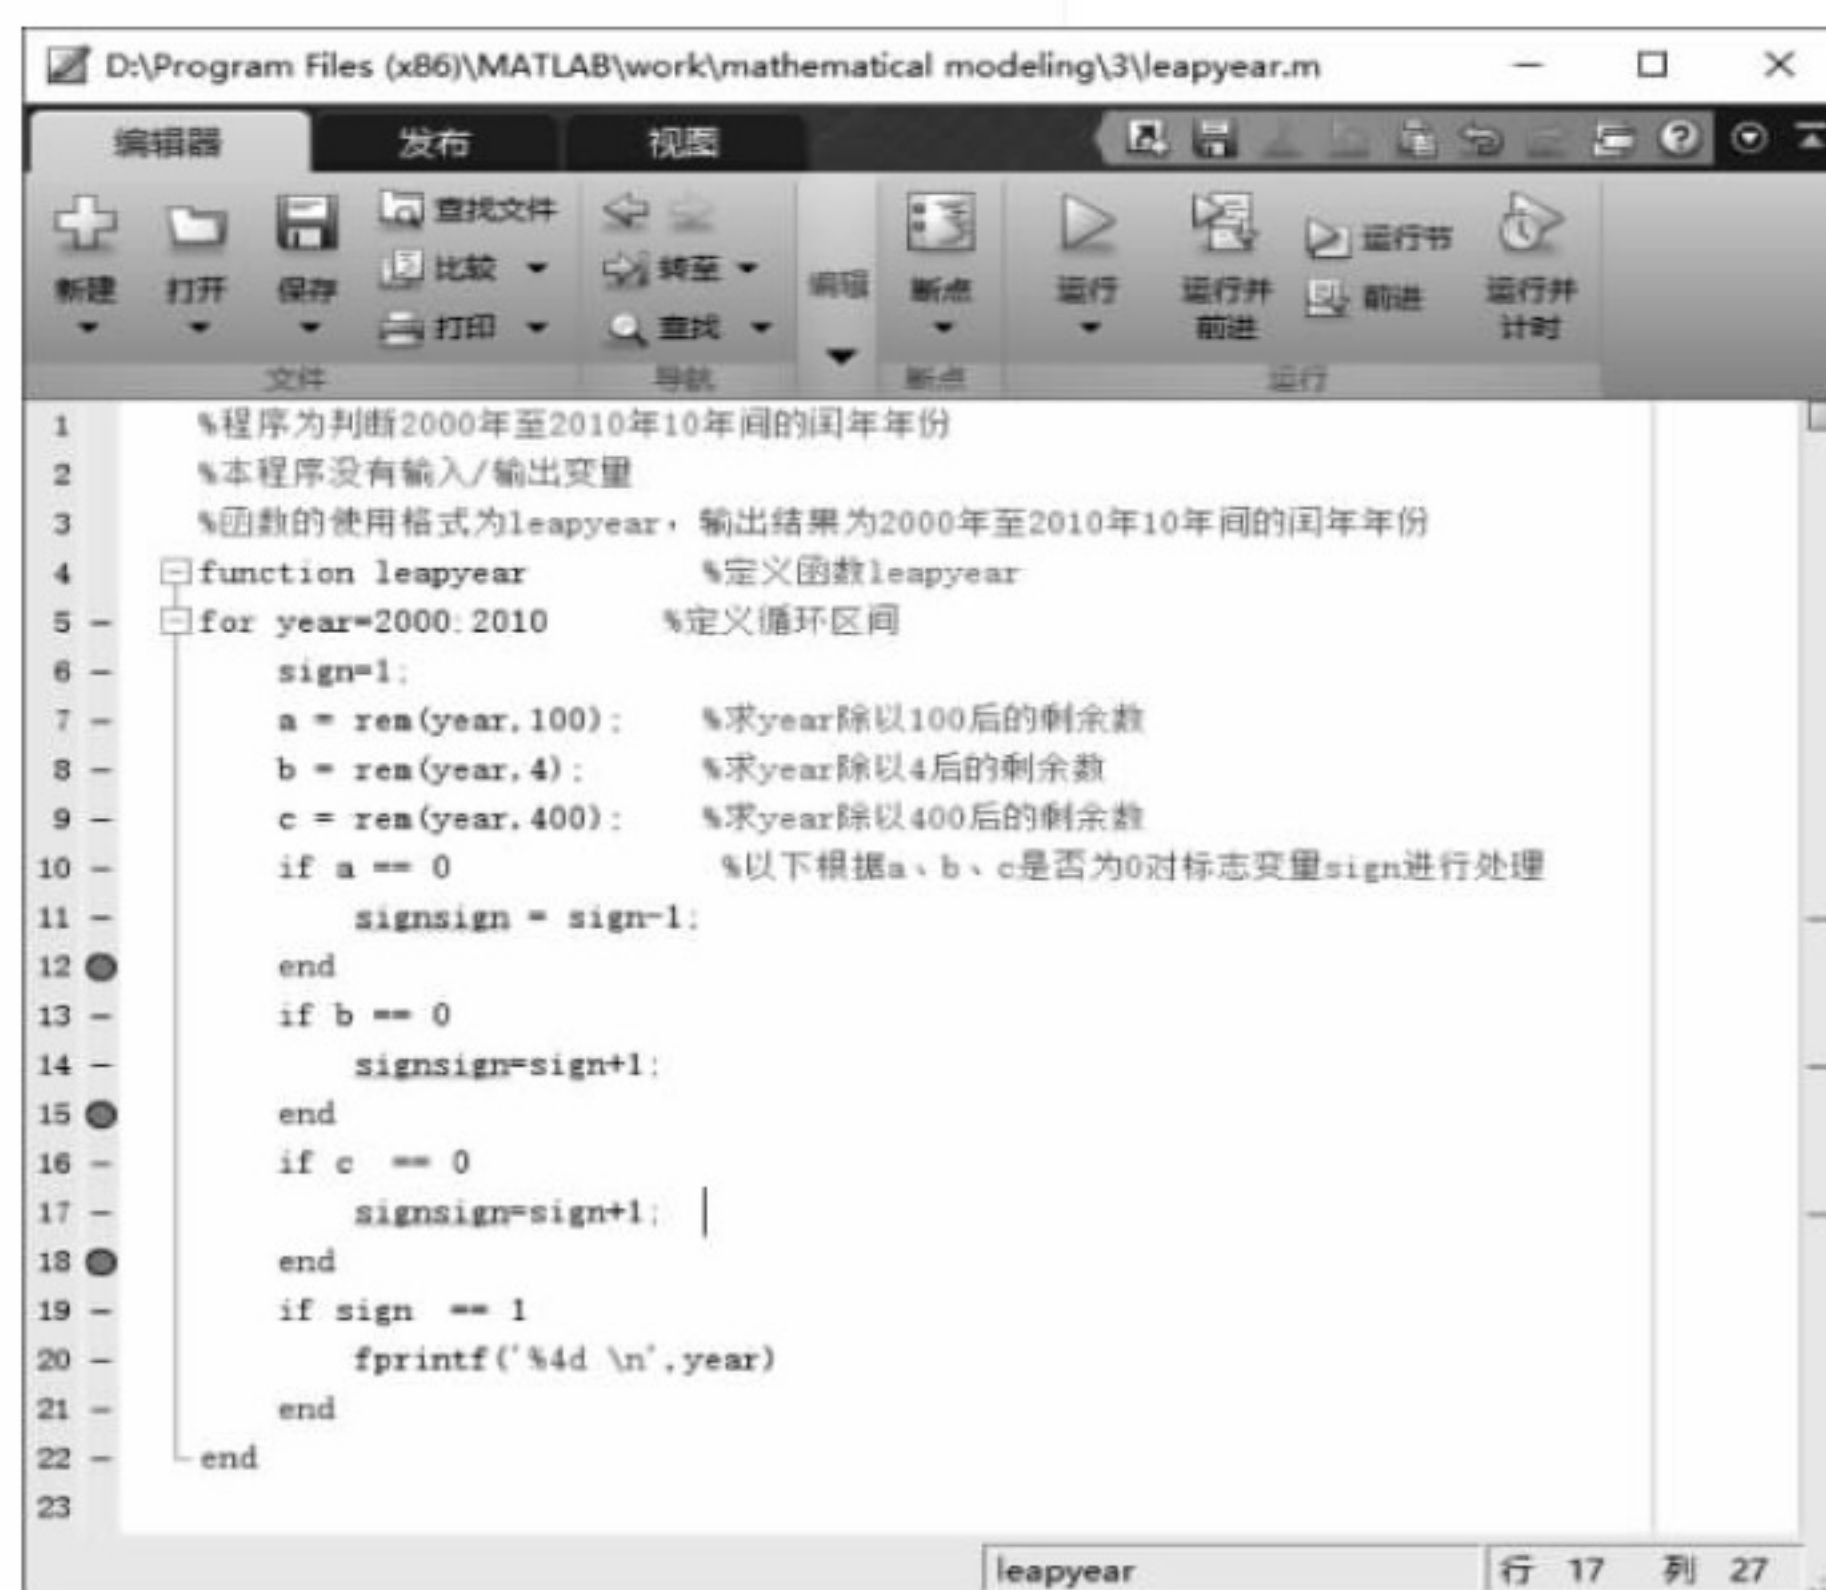 D:\Program Files (x86)\MATLAB\work\mathematical modeling\3\leapyear.m
编辑器 发布 视图
新建 打开 保存 查找文件 比较 打印 转至 查找 编辑 断点 运行 运行并前进 运行节 前进 运行并计时
文件 导航 断点 运行
1 %程序为判断2000年至2010年10年间的闰年年份
2 %本程序没有输入/输出变量
3 %函数的使用格式为leapyear，输出结果为2000年至2010年10年间的闰年年份
4 function leapyear %定义函数leapyear
5 – for year=2000:2010 %定义循环区间
6 – sign=1;
7 – a = rem(year,100); %求year除以100后的剩余数
8 – b = rem(year,4); %求year除以4后的剩余数
9 – c = rem(year,400); %求year除以400后的剩余数
10 – if a == 0 %以下根据a、b、c是否为0对标志变量sign进行处理
11 – signsign = sign-1;
12 end
13 – if b == 0
14 – signsign=sign+1;
15 end
16 – if c == 0
17 – signsign=sign+1;
18 end
19 – if sign == 1
20 – fprintf('%4d \n',year)
21 – end
22 – end
23
leapyear 行 17 列 27